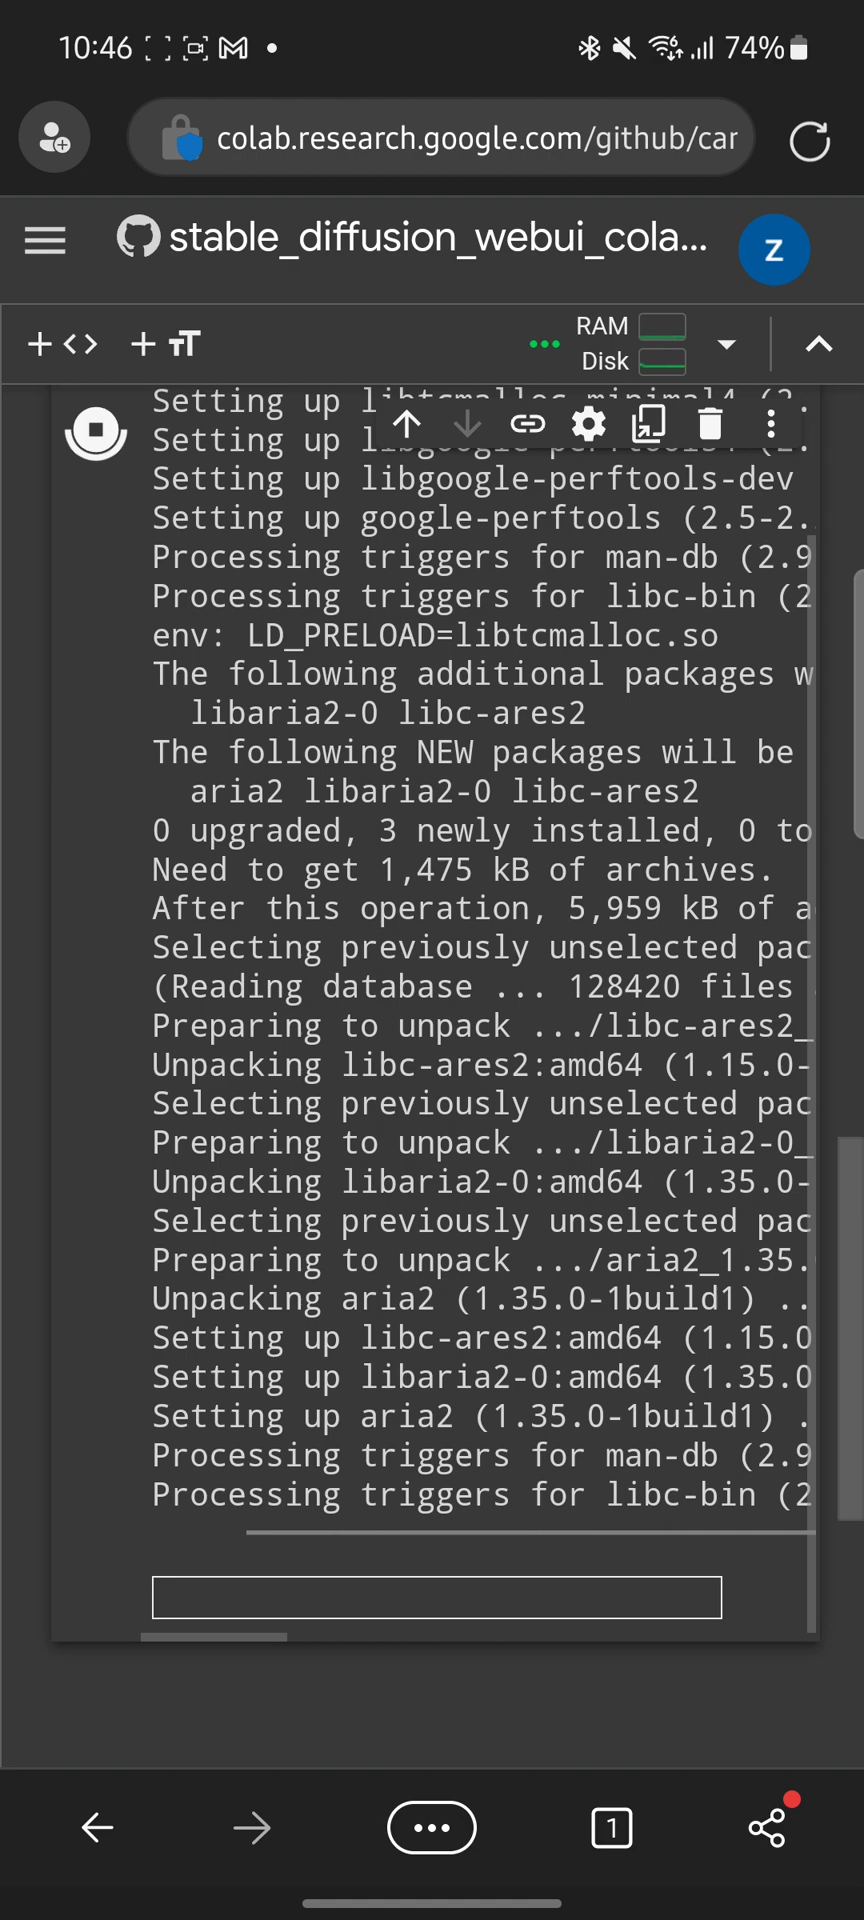 10:46 74%
colab.research.google.com/github/car
stable_diffusion_webui_cola... Z
+ <> + TT ... RAM
Disk
Setting up libtcmalloc-minimal4 (2.
Setting up
Setting up libgoogle-perftools-dev
Setting up google-perftools (2.5-2.
Processing triggers for man-db (2.9
Processing triggers for libc-bin (2
env: LD_PRELOAD=libtcmalloc.so
The following additional packages w
libaria2-0 libc-ares2
The following NEW packages will be
aria2 libaria2-0 libc-ares2
0 upgraded, 3 newly installed, 0 to
Need to get 1,475 kB of archives.
After this operation, 5,959 kB of a
Selecting previously unselected pac
(Reading database ... 128420 files
Preparing to unpack .../libc-ares2_
Unpacking libc-ares2:amd64 (1.15.0-
Selecting previously unselected pac
Preparing to unpack .../libaria2-0_
Unpacking libaria2-0:amd64 (1.35.0-
Selecting previously unselected pac
Preparing to unpack .../aria2_1.35.
Unpacking aria2 (1.35.0-1build1) ..
Setting up libc-ares2:amd64 (1.15.0
Setting up libaria2-0:amd64 (1.35.0
Setting up aria2 (1.35.0-1build1) .
Processing triggers for man-db (2.9
Processing triggers for libc-bin (2
1